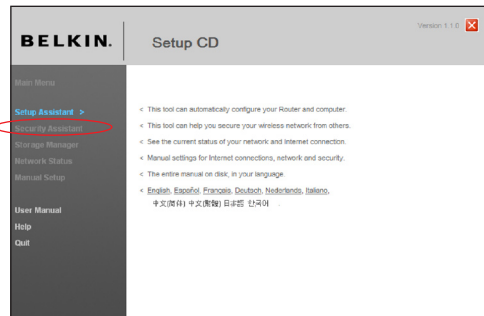 BELKIN.
Setup CD
Version 1.1.0
Main Menu
Setup Assistant >
Security Assistant
Storage Manager
Network Status
Manual Setup
User Manual
Help
Quit
< This tool can automatically configure your Router and computer.
< This tool can help you secure your wireless network from others.
< See the current status of your network and Internet connection.
< Manual settings for Internet connections, network and security.
< The entire manual on disk, in your language.
< English, Español, Français, Deutsch, Nederlands, Italiano,
中文(简体) 中文(繁體) 日本語 한국어